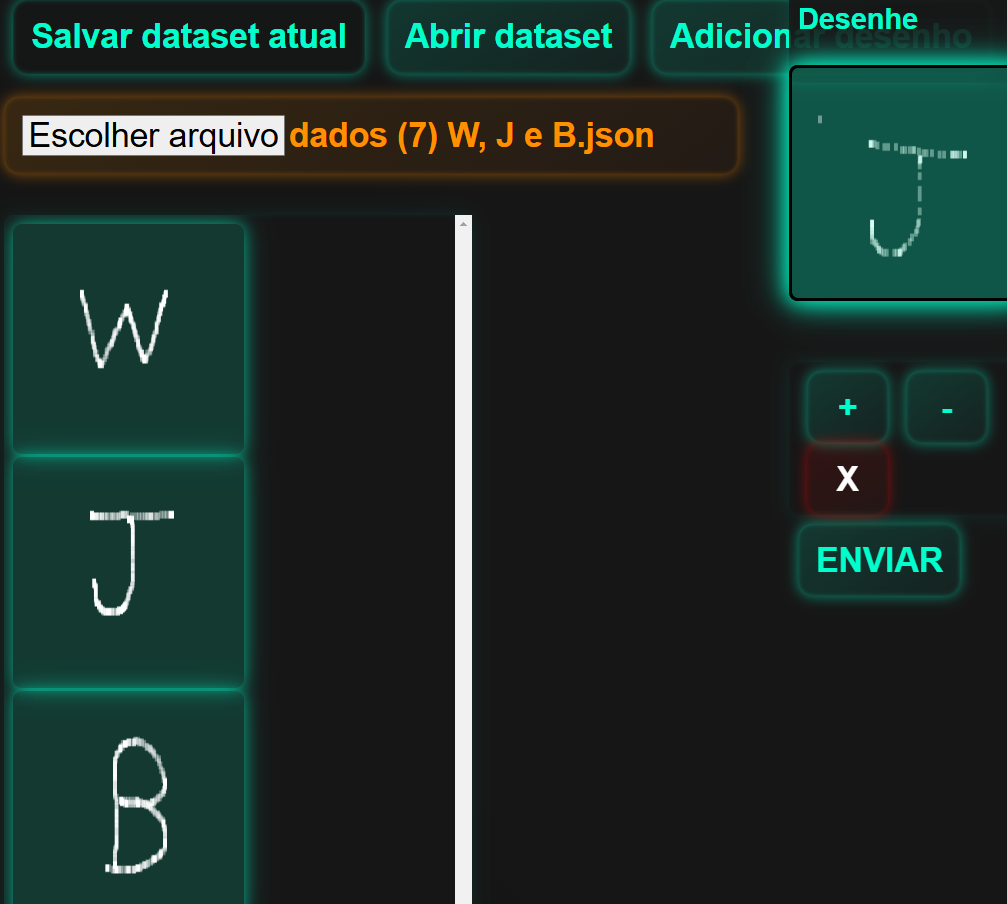 Salvar dataset atual Abrir dataset Adicionar desenho
Desenhe
Escolher arquivo dados (7) W, J e B.json
J
W
+ -
X
J
ENVIAR
B